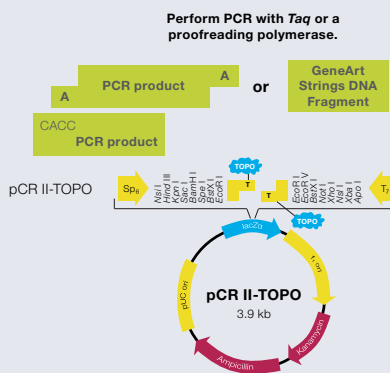 Perform PCR with Taq or a
proofreading polymerase.
A
PCR product
A
or
GeneArt
Strings DNA
Fragment
CACC
PCR product
pCR II-TOPO
Sp6
Nsi I
Hind III
Kpn I
Sac I
BamH I
Spe I
BstX I
EcoR I
TOPO
T
T
TOPO
EcoR I
EcoR V
BstX I
Not I
Xho I
Nsi I
Xba I
Apo I
T7
lacZα
f1 ori
Kanamycin
Ampicillin
pUC ori
pCR II-TOPO
3.9 kb